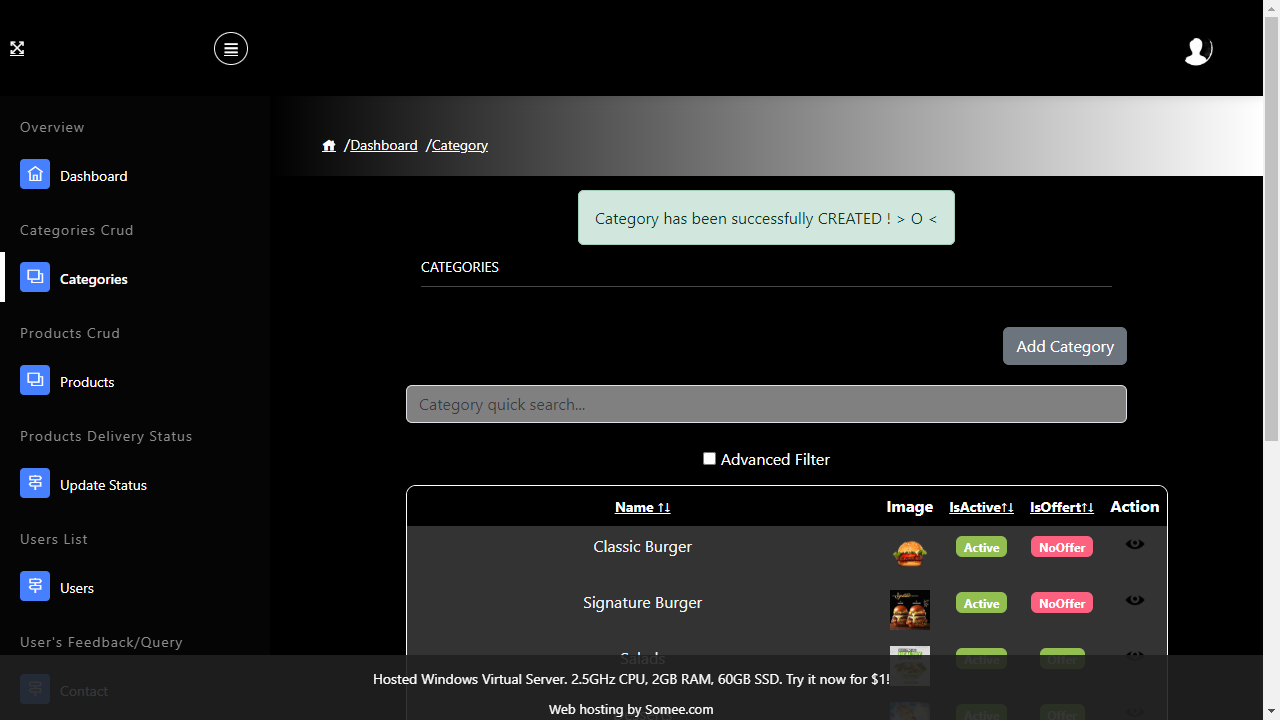 Overview
Dashboard
Categories Crud
Categories
Products Crud
Products
Products Delivery Status
Update Status
Users List
Users
User's Feedback/Query
Contact
/Dashboard /Category
Category has been successfully CREATED ! > O <
CATEGORIES
Add Category
Category quick search...
Advanced Filter
Name ↑↓ Image IsActive↑↓ IsOffert↑↓ Action
Classic Burger Active NoOffer
Signature Burger Active NoOffer
Salads Active Offer
Hosted Windows Virtual Server. 2.5GHz CPU, 2GB RAM, 60GB SSD. Try it now for $1!
Web hosting by Somee.com